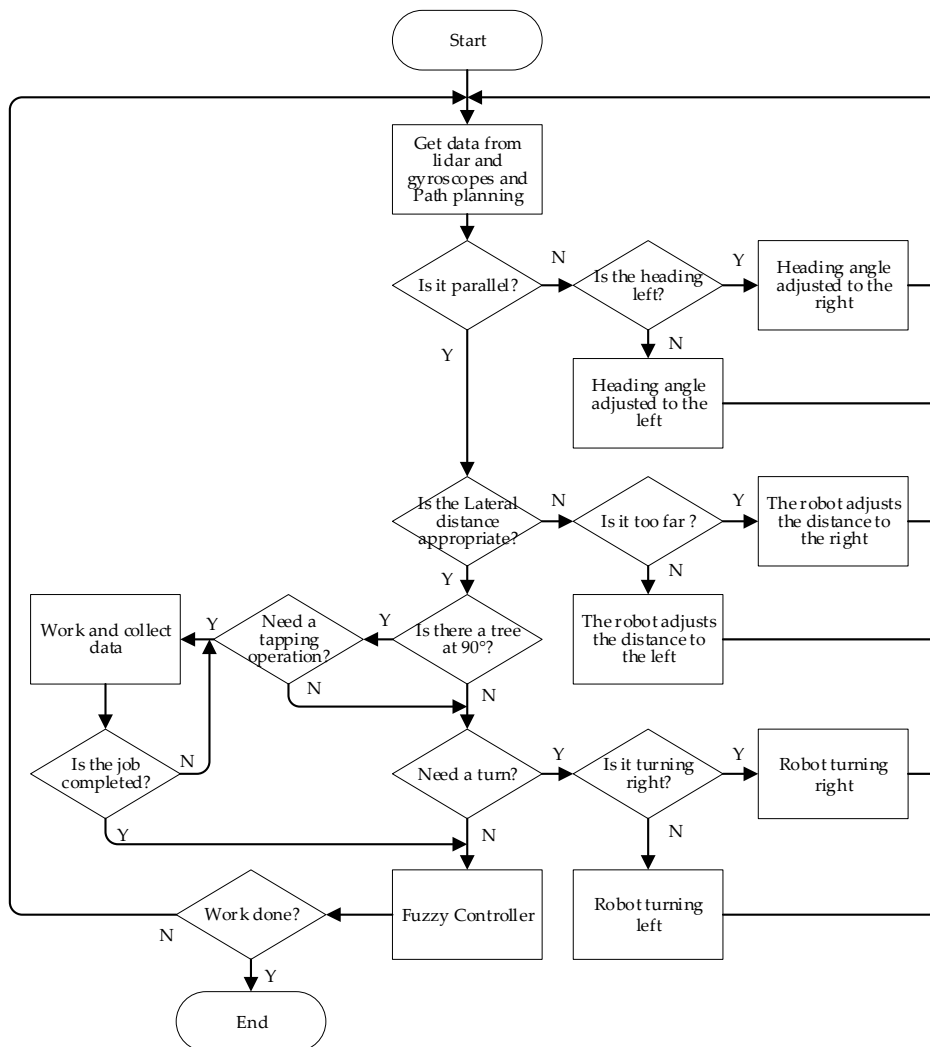 Start
Get data from
lidar and
gyroscopes and
Path planning
Is it parallel?
N
Is the heading
left?
Y
Heading angle
adjusted to the
right
Y
N
Heading angle
adjusted to the
left
Is the Lateral
distance
appropriate?
N
Is it too far ?
Y
The robot adjusts
the distance to
the right
Y
N
The robot adjusts
the distance to
the left
Work and collect
data
Y
Need a
tapping
operation?
Y
Is there a tree
at 90°?
N
N
Is the job
completed?
N
Need a turn?
Y
Is it turning
right?
Y
Robot turning
right
Y
N
N
Work done?
Fuzzy Controller
Robot turning
left
N
Y
End